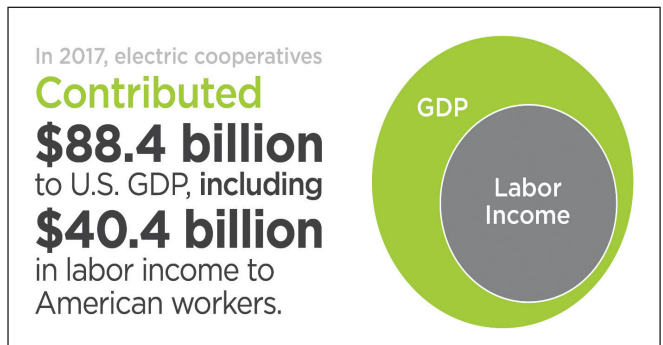 In 2017, electric cooperatives
Contributed
$88.4 billion
to U.S. GDP, including
$40.4 billion
in labor income to
American workers.
GDP
Labor
Income